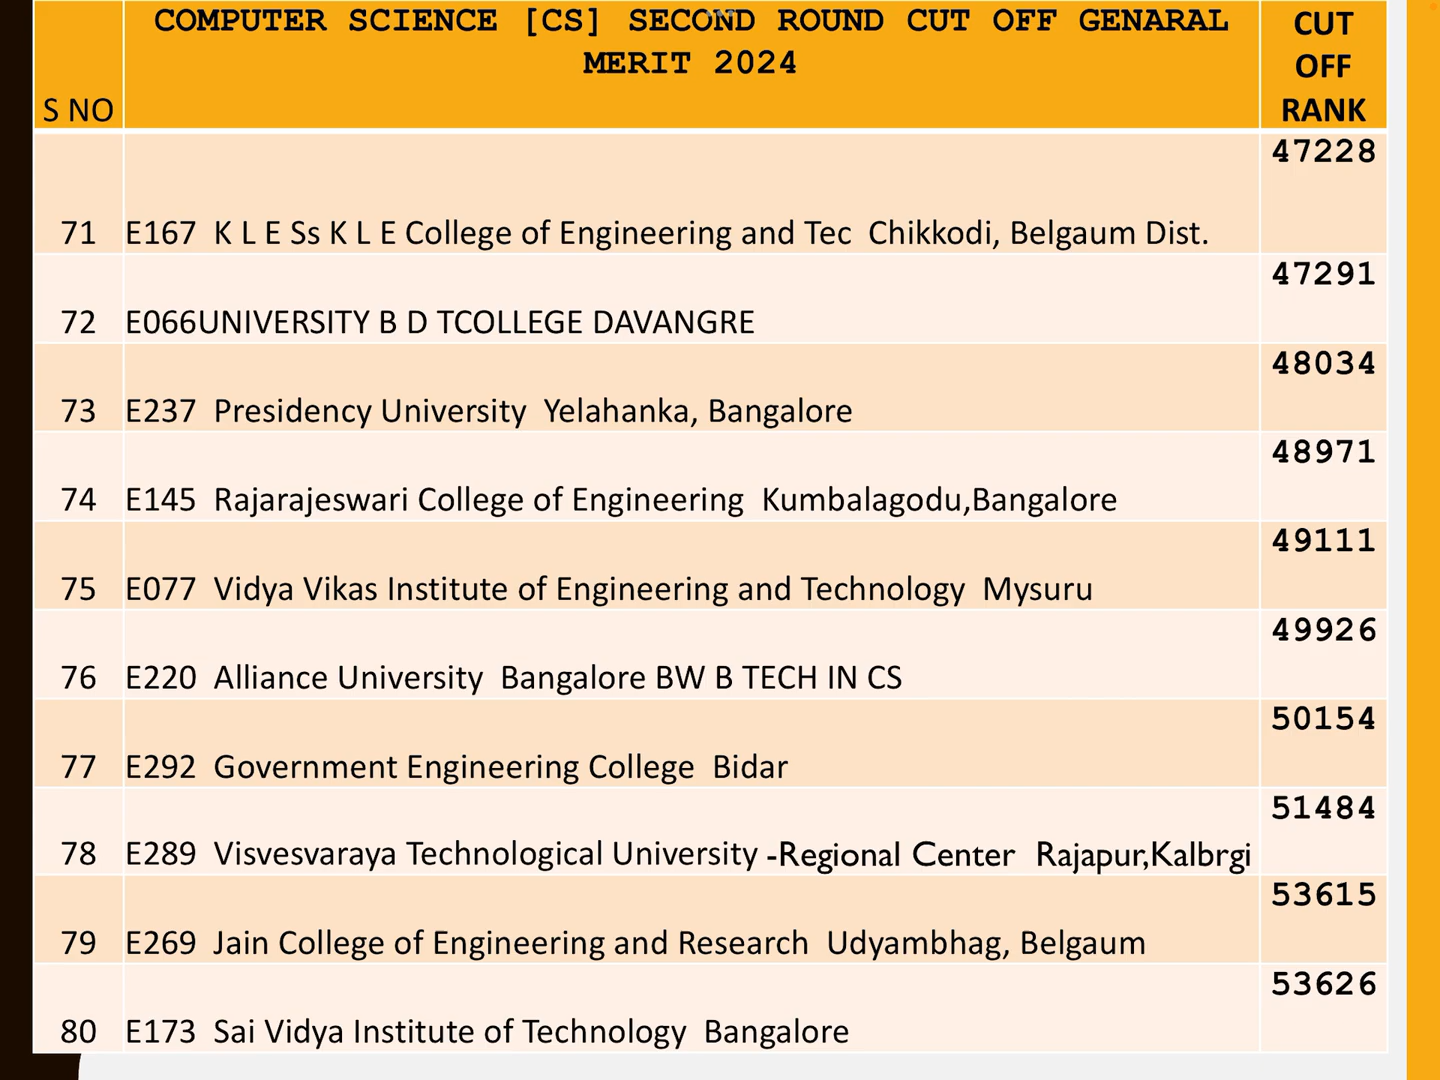 S NO
COMPUTER SCIENCE [CS] SECOND ROUND CUT OFF GENARAL
MERIT 2024
CUT
OFF
RANK
71 E167 K L E Ss K L E College of Engineering and Tec Chikkodi, Belgaum Dist. 47228
72 E066UNIVERSITY B D TCOLLEGE DAVANGRE 47291
73 E237 Presidency University Yelahanka, Bangalore 48034
74 E145 Rajarajeswari College of Engineering Kumbalagodu,Bangalore 48971
75 E077 Vidya Vikas Institute of Engineering and Technology Mysuru 49111
76 E220 Alliance University Bangalore BW B TECH IN CS 49926
77 E292 Government Engineering College Bidar 50154
78 E289 Visvesvaraya Technological University -Regional Center Rajapur,Kalbrgi 51484
79 E269 Jain College of Engineering and Research Udyambhag, Belgaum 53615
80 E173 Sai Vidya Institute of Technology Bangalore 53626